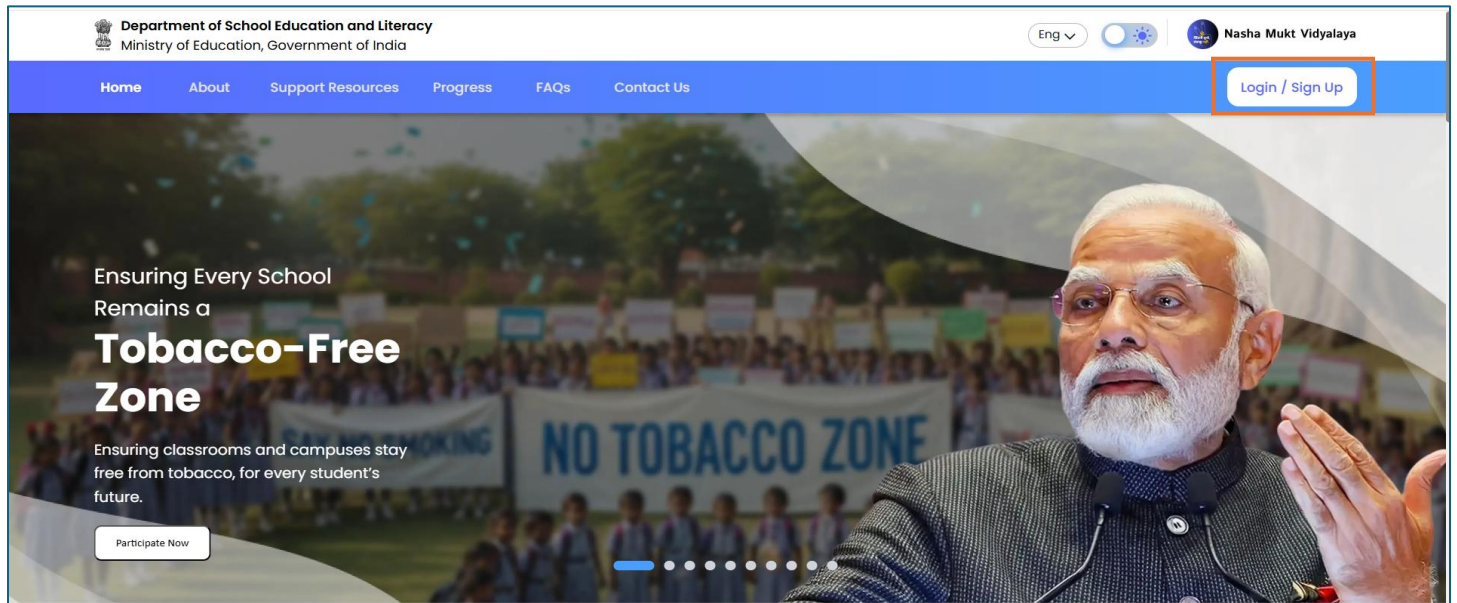 Department of School Education and Literacy
Ministry of Education, Government of India
Eng
Nasha Mukt Vidyalaya
Home About Support Resources Progress FAQs Contact Us
Login / Sign Up
Ensuring Every School
Remains a
Tobacco-Free
Zone
Ensuring classrooms and campuses stay
free from tobacco, for every student's
future.
Participate Now
NO TOBACCO ZONE